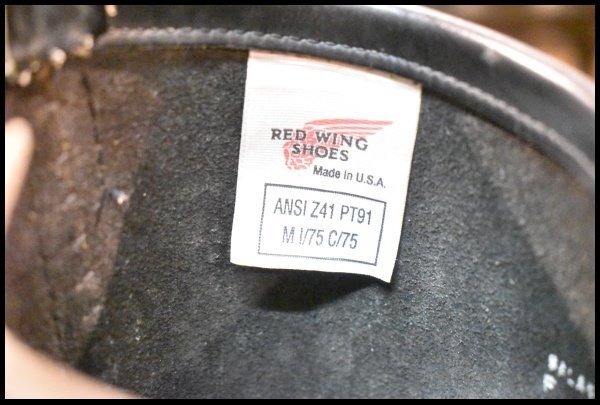 RED WING
SHOES
Made in U.S.A.
ANSI Z41 PT91
M I/75 C/75